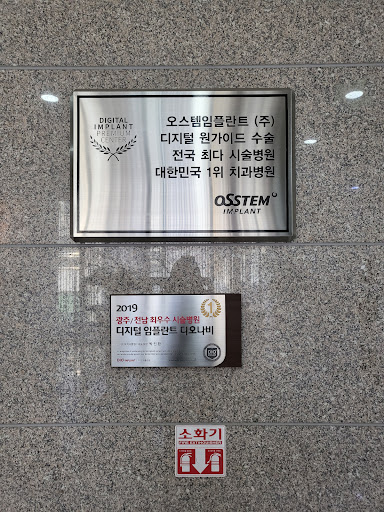 DIGITAL
IMPLANT
PREMIUM
오스템임플란트 (주)
디지털 원가이드 수술
전국 최다 시술병원
대한민국 1위 치과병원
OSSTEM
IMPLANT
2019
광주/전남 최우수 시술병원
디지털 임플란트 디오나비
1
소화기
FIRE EXTINGUISHER